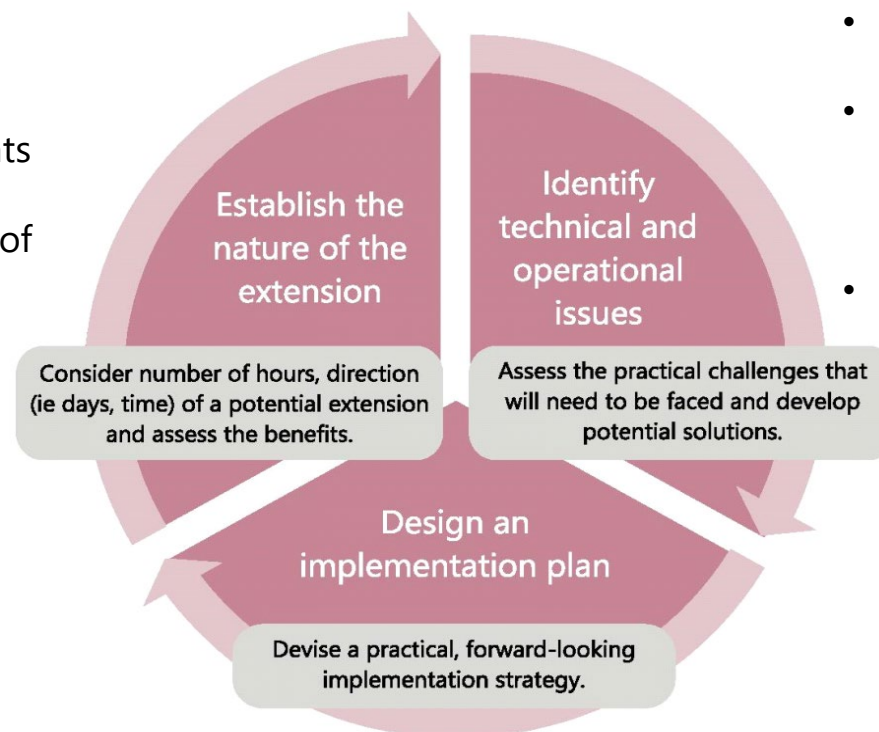 nts
of
Establish the
nature of the
extension
Consider number of hours, direction
(ie days, time) of a potential extension
and assess the benefits.
Identify
technical and
operational
issues
Assess the practical challenges that
will need to be faced and develop
potential solutions.
Design an
implementation plan
Devise a practical, forward-looking
implementation strategy.
•
•
•